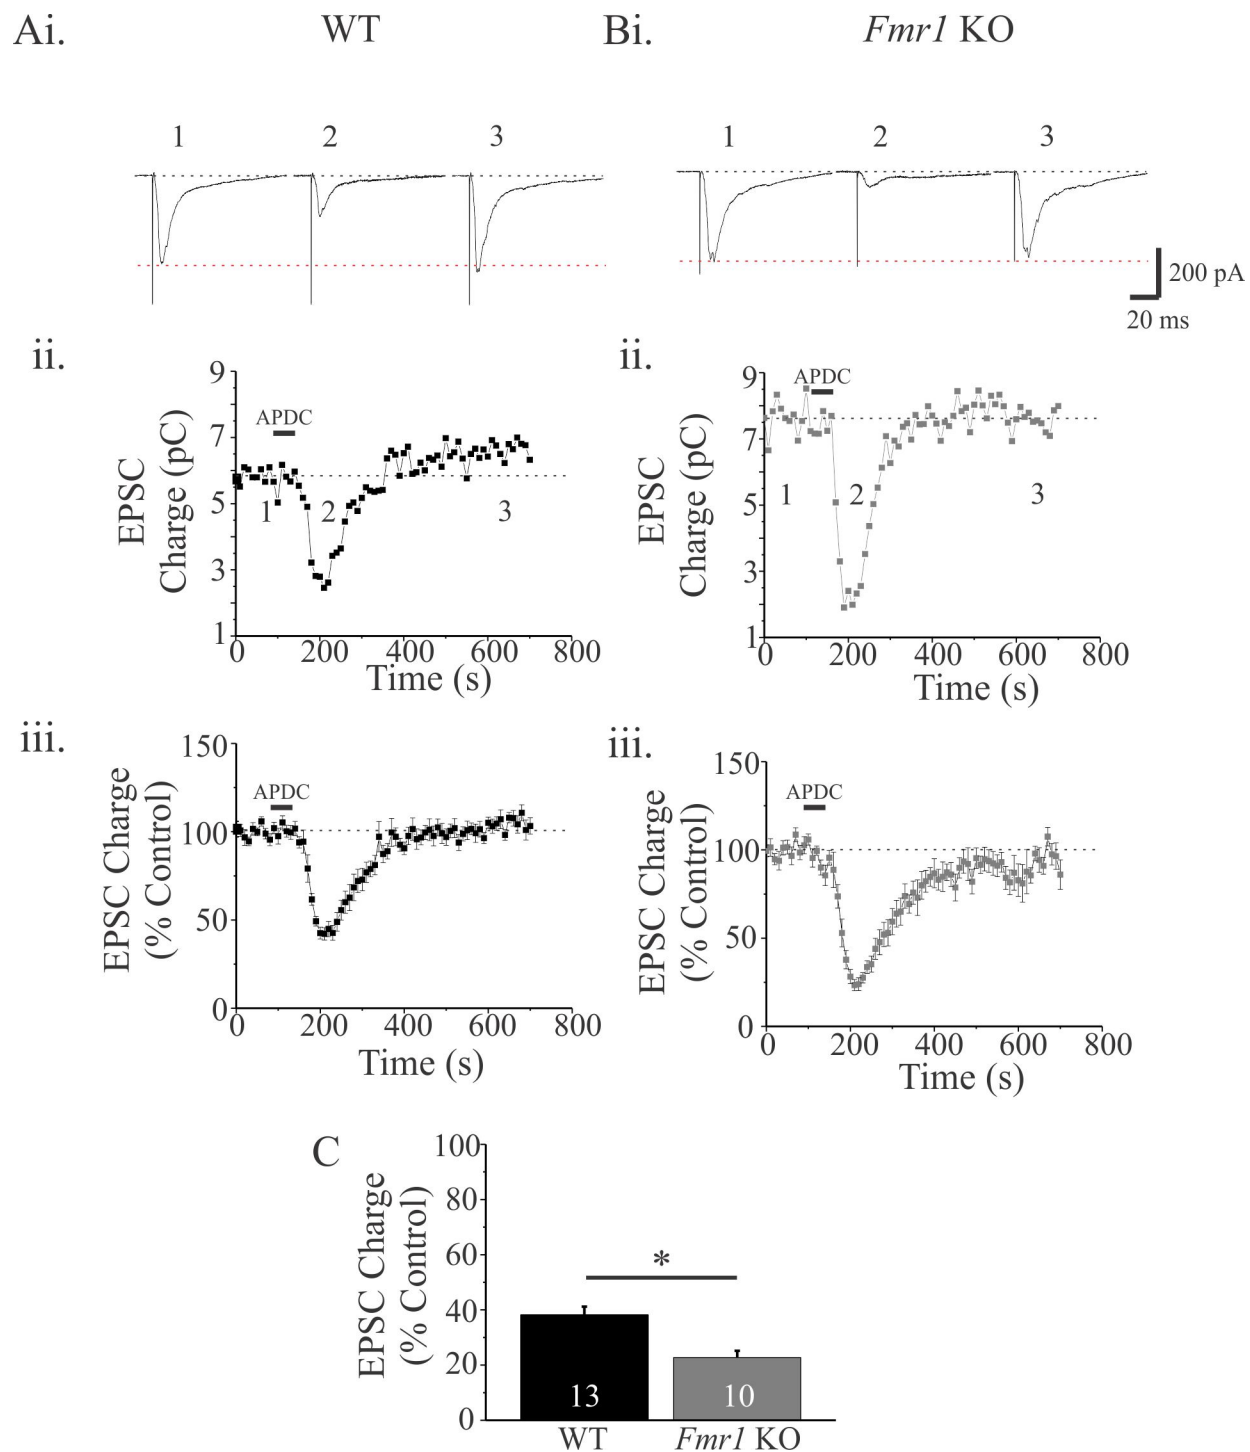 Ai.
WT
Bi.
Fmr1 KO
1
2
3
1
2
3
200 pA
20 ms
ii.
EPSC
Charge (pC)
9
7
5
3
1
APDC
1
2
3
0
200
400
600
800
Time (s)
ii.
EPSC
Charge (pC)
9
7
5
3
1
APDC
1
2
3
0
200
400
600
800
Time (s)
iii.
EPSC Charge
(% Control)
150
100
50
0
APDC
0
200
400
600
800
Time (s)
iii.
EPSC Charge
(% Control)
150
100
50
0
APDC
0
200
400
600
800
Time (s)
C
EPSC Charge
(% Control)
100
80
60
40
20
0
*
13
10
WT
Fmr1 KO